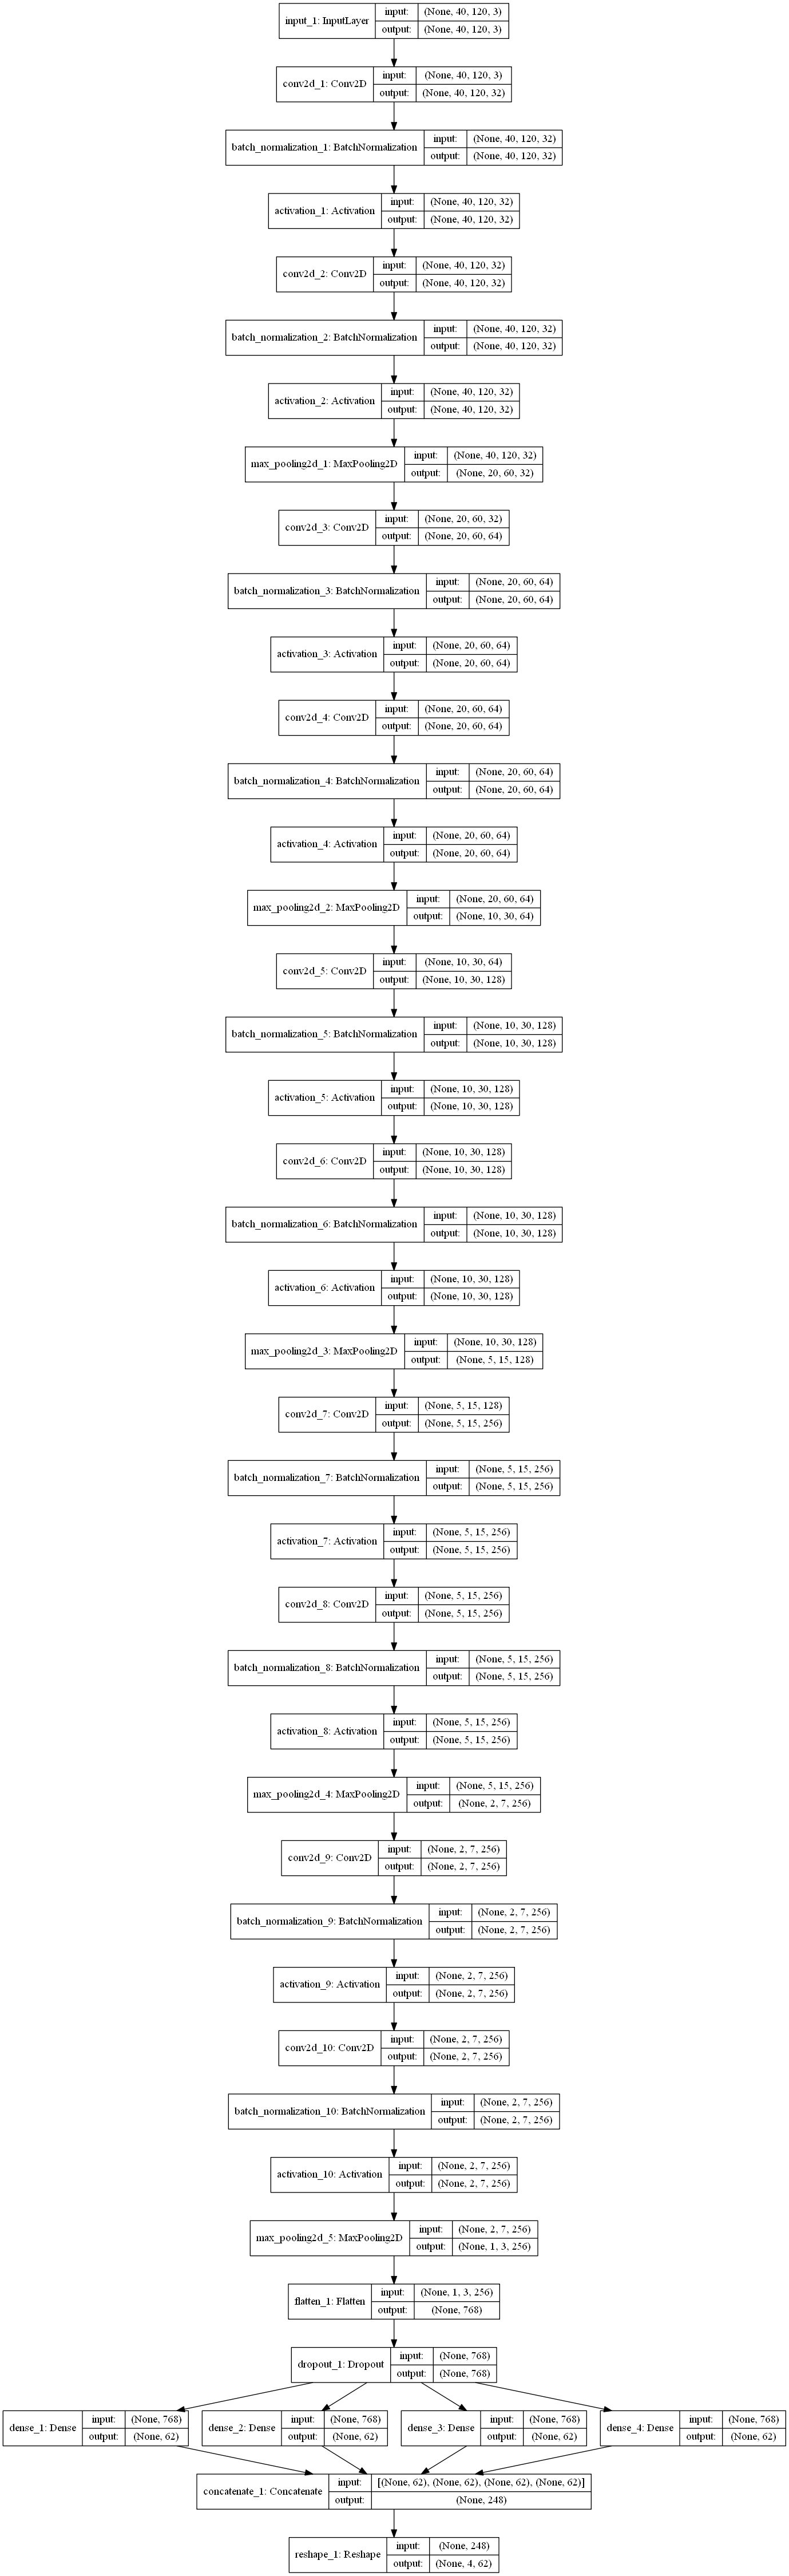 input_1: InputLayer
input: (None, 40, 120, 3)
output: (None, 40, 120, 3)
conv2d_1: Conv2D
input: (None, 40, 120, 3)
output: (None, 40, 120, 32)
batch_normalization_1: BatchNormalization
input: (None, 40, 120, 32)
output: (None, 40, 120, 32)
activation_1: Activation
input: (None, 40, 120, 32)
output: (None, 40, 120, 32)
conv2d_2: Conv2D
input: (None, 40, 120, 32)
output: (None, 40, 120, 32)
batch_normalization_2: BatchNormalization
input: (None, 40, 120, 32)
output: (None, 40, 120, 32)
activation_2: Activation
input: (None, 40, 120, 32)
output: (None, 40, 120, 32)
max_pooling2d_1: MaxPooling2D
input: (None, 40, 120, 32)
output: (None, 20, 60, 32)
conv2d_3: Conv2D
input: (None, 20, 60, 32)
output: (None, 20, 60, 64)
batch_normalization_3: BatchNormalization
input: (None, 20, 60, 64)
output: (None, 20, 60, 64)
activation_3: Activation
input: (None, 20, 60, 64)
output: (None, 20, 60, 64)
conv2d_4: Conv2D
input: (None, 20, 60, 64)
output: (None, 20, 60, 64)
batch_normalization_4: BatchNormalization
input: (None, 20, 60, 64)
output: (None, 20, 60, 64)
activation_4: Activation
input: (None, 20, 60, 64)
output: (None, 20, 60, 64)
max_pooling2d_2: MaxPooling2D
input: (None, 20, 60, 64)
output: (None, 10, 30, 64)
conv2d_5: Conv2D
input: (None, 10, 30, 64)
output: (None, 10, 30, 128)
batch_normalization_5: BatchNormalization
input: (None, 10, 30, 128)
output: (None, 10, 30, 128)
activation_5: Activation
input: (None, 10, 30, 128)
output: (None, 10, 30, 128)
conv2d_6: Conv2D
input: (None, 10, 30, 128)
output: (None, 10, 30, 128)
batch_normalization_6: BatchNormalization
input: (None, 10, 30, 128)
output: (None, 10, 30, 128)
activation_6: Activation
input: (None, 10, 30, 128)
output: (None, 10, 30, 128)
max_pooling2d_3: MaxPooling2D
input: (None, 10, 30, 128)
output: (None, 5, 15, 128)
conv2d_7: Conv2D
input: (None, 5, 15, 128)
output: (None, 5, 15, 256)
batch_normalization_7: BatchNormalization
input: (None, 5, 15, 256)
output: (None, 5, 15, 256)
activation_7: Activation
input: (None, 5, 15, 256)
output: (None, 5, 15, 256)
conv2d_8: Conv2D
input: (None, 5, 15, 256)
output: (None, 5, 15, 256)
batch_normalization_8: BatchNormalization
input: (None, 5, 15, 256)
output: (None, 5, 15, 256)
activation_8: Activation
input: (None, 5, 15, 256)
output: (None, 5, 15, 256)
max_pooling2d_4: MaxPooling2D
input: (None, 5, 15, 256)
output: (None, 2, 7, 256)
conv2d_9: Conv2D
input: (None, 2, 7, 256)
output: (None, 2, 7, 256)
batch_normalization_9: BatchNormalization
input: (None, 2, 7, 256)
output: (None, 2, 7, 256)
activation_9: Activation
input: (None, 2, 7, 256)
output: (None, 2, 7, 256)
conv2d_10: Conv2D
input: (None, 2, 7, 256)
output: (None, 2, 7, 256)
batch_normalization_10: BatchNormalization
input: (None, 2, 7, 256)
output: (None, 2, 7, 256)
activation_10: Activation
input: (None, 2, 7, 256)
output: (None, 2, 7, 256)
max_pooling2d_5: MaxPooling2D
input: (None, 2, 7, 256)
output: (None, 1, 3, 256)
flatten_1: Flatten
input: (None, 1, 3, 256)
output: (None, 768)
dropout_1: Dropout
input: (None, 768)
output: (None, 768)
dense_1: Dense
input: (None, 768)
output: (None, 62)
dense_2: Dense
input: (None, 768)
output: (None, 62)
dense_3: Dense
input: (None, 768)
output: (None, 62)
dense_4: Dense
input: (None, 768)
output: (None, 62)
concatenate_1: Concatenate
input: [(None, 62), (None, 62), (None, 62), (None, 62)]
output: (None, 248)
reshape_1: Reshape
input: (None, 248)
output: (None, 4, 62)